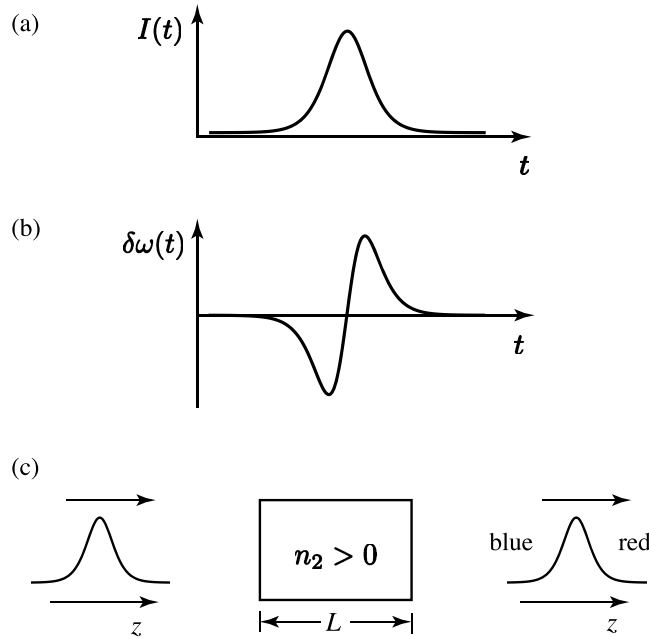 (a)
I(t)
t
(b)
δω(t)
t
(c)
n₂ > 0
blue
red
z
L
z